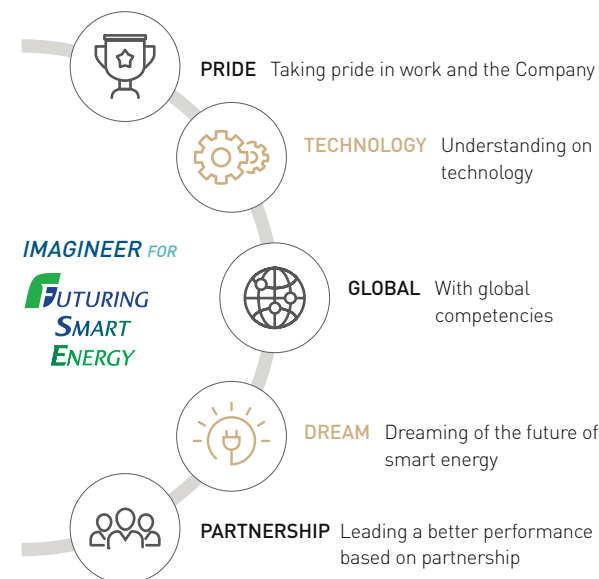 PRIDE Taking pride in work and the Company
TECHNOLOGY Understanding on
technology
IMAGINEER FOR
FUTURING
SMART
ENERGY
GLOBAL With global
competencies
DREAM Dreaming of the future of
smart energy
PARTNERSHIP Leading a better performance
based on partnership